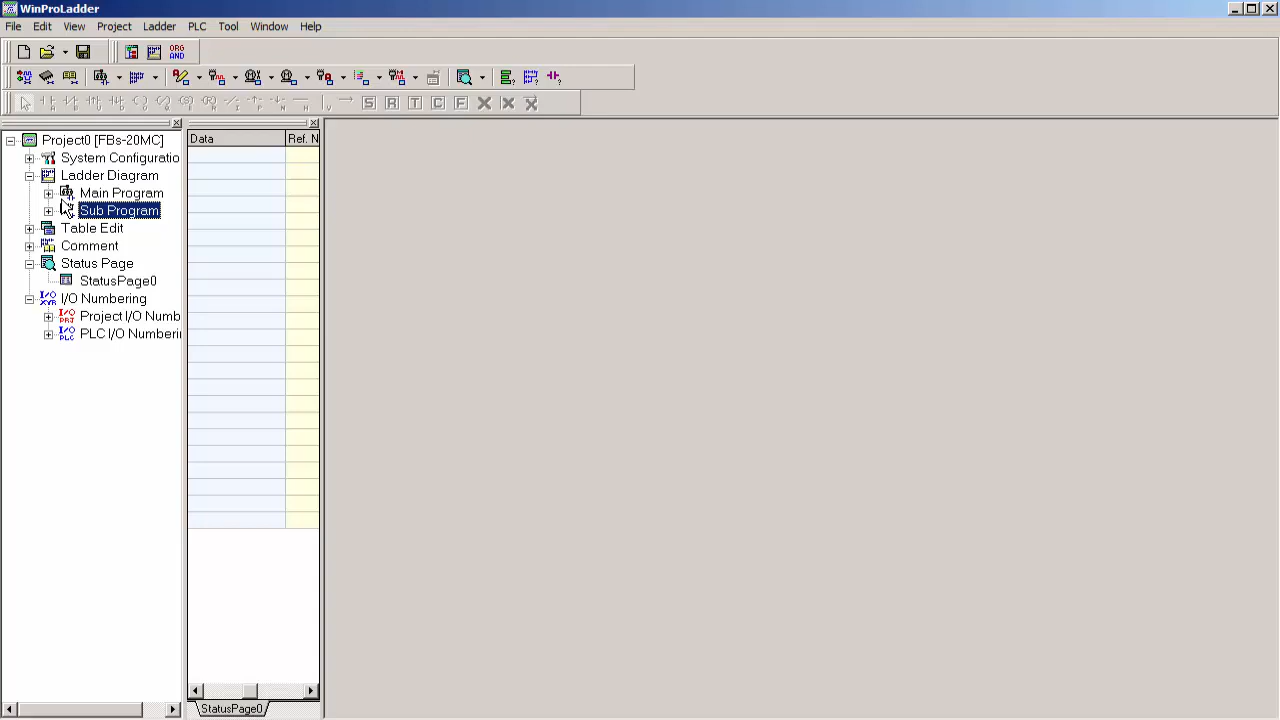 WinProLadder
File Edit View Project Ladder PLC Tool Window Help
ORG
AND
S R T C F
Project0 [FBs-20MC]
System Configuratio
Ladder Diagram
Main Program
Sub Program
Table Edit
Comment
Status Page
StatusPage0
I/O Numbering
Project I/O Numb
PLC I/O Numberin
Data Ref. N
StatusPage0